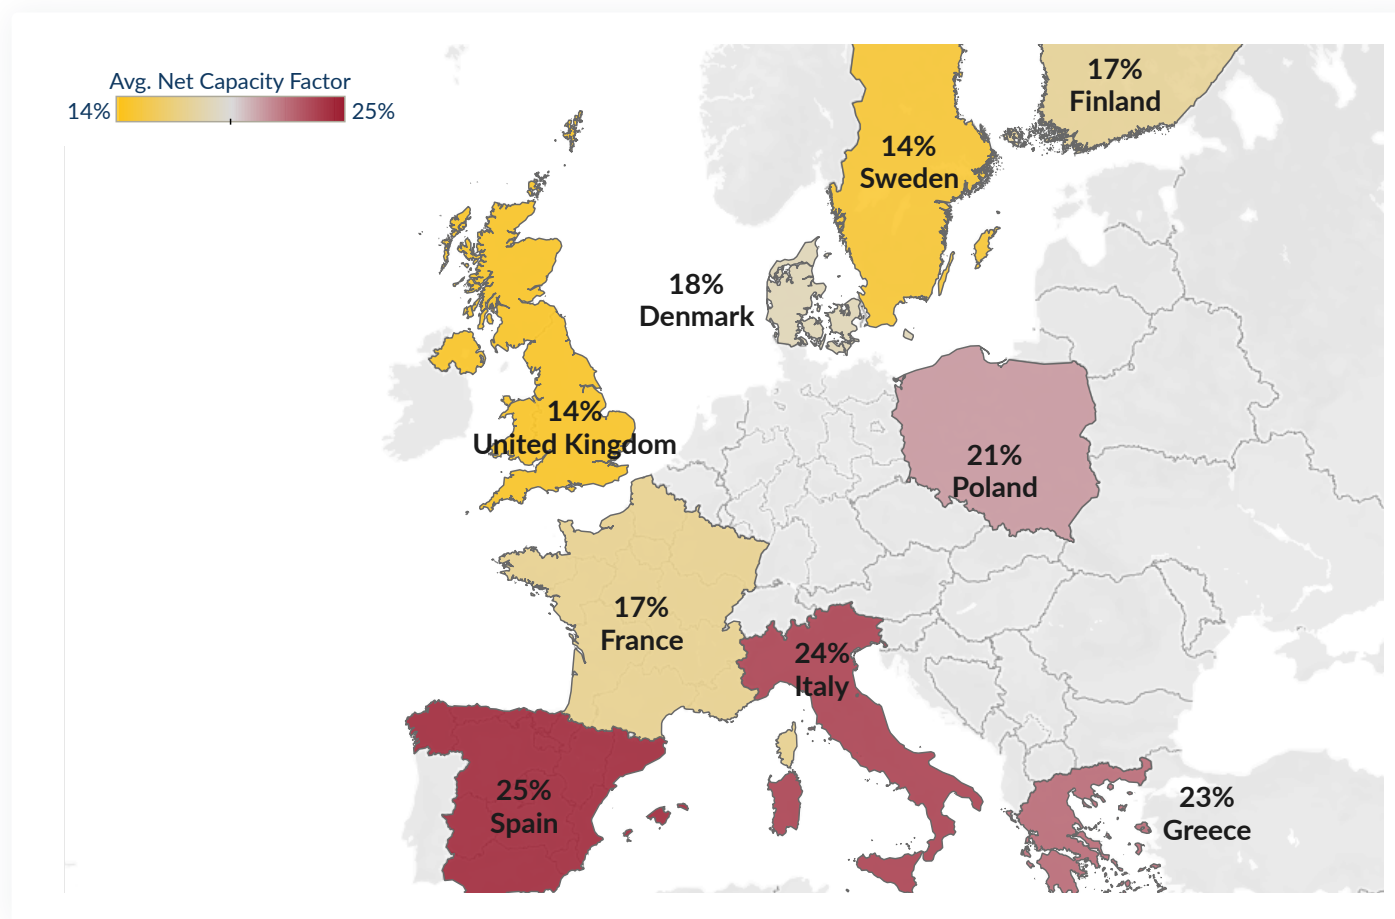 Avg. Net Capacity Factor
14% 25%
17%
Finland
14%
Sweden
18%
Denmark
14%
United Kingdom
21%
Poland
17%
France
24%
Italy
25%
Spain
23%
Greece